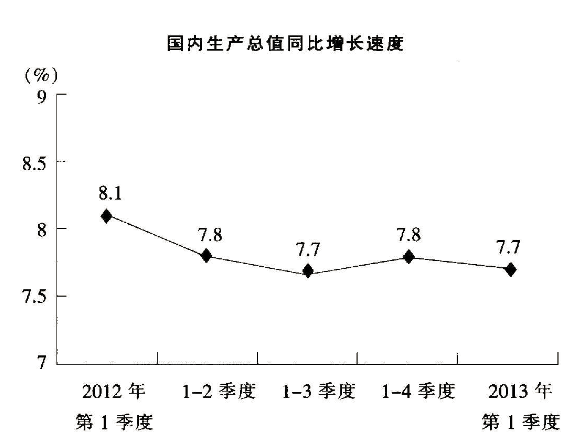 国内生产总值同比增长速度
(%)
9
8.5
8
7.5
7
8.1
7.8
7.7
7.8
7.7
2012 年
第 1 季度
1-2 季度
1-3 季度
1-4 季度
2013 年
第 1 季度